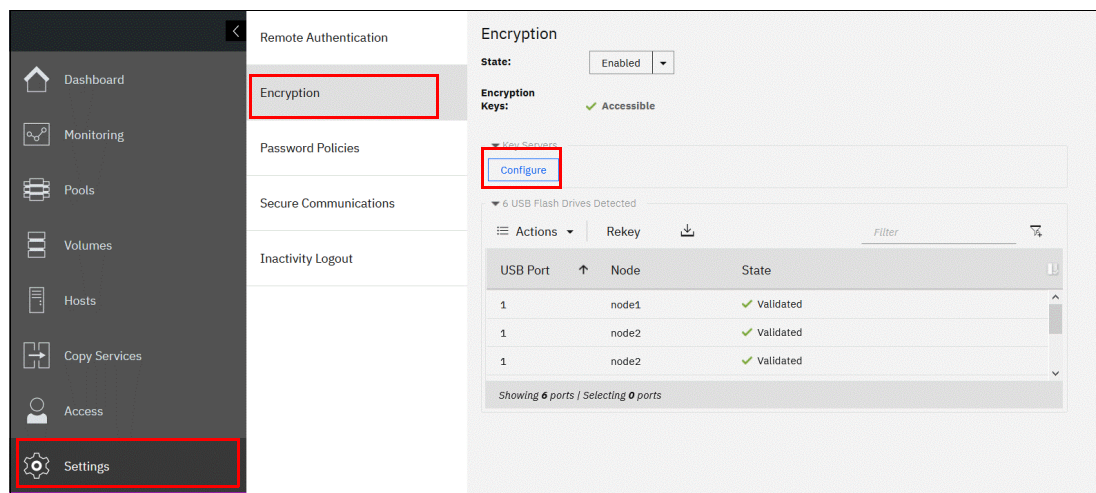 Dashboard
Monitoring
Pools
Volumes
Hosts
Copy Services
Access
Settings
Remote Authentication
Encryption
Password Policies
Secure Communications
Inactivity Logout
Encryption
State:
Enabled
Encryption
Keys:
Accessible
Key Servers
Configure
6 USB Flash Drives Detected
Actions Rekey Filter
USB Port Node State
1 node1 Validated
1 node2 Validated
1 node2 Validated
Showing 6 ports | Selecting 0 ports